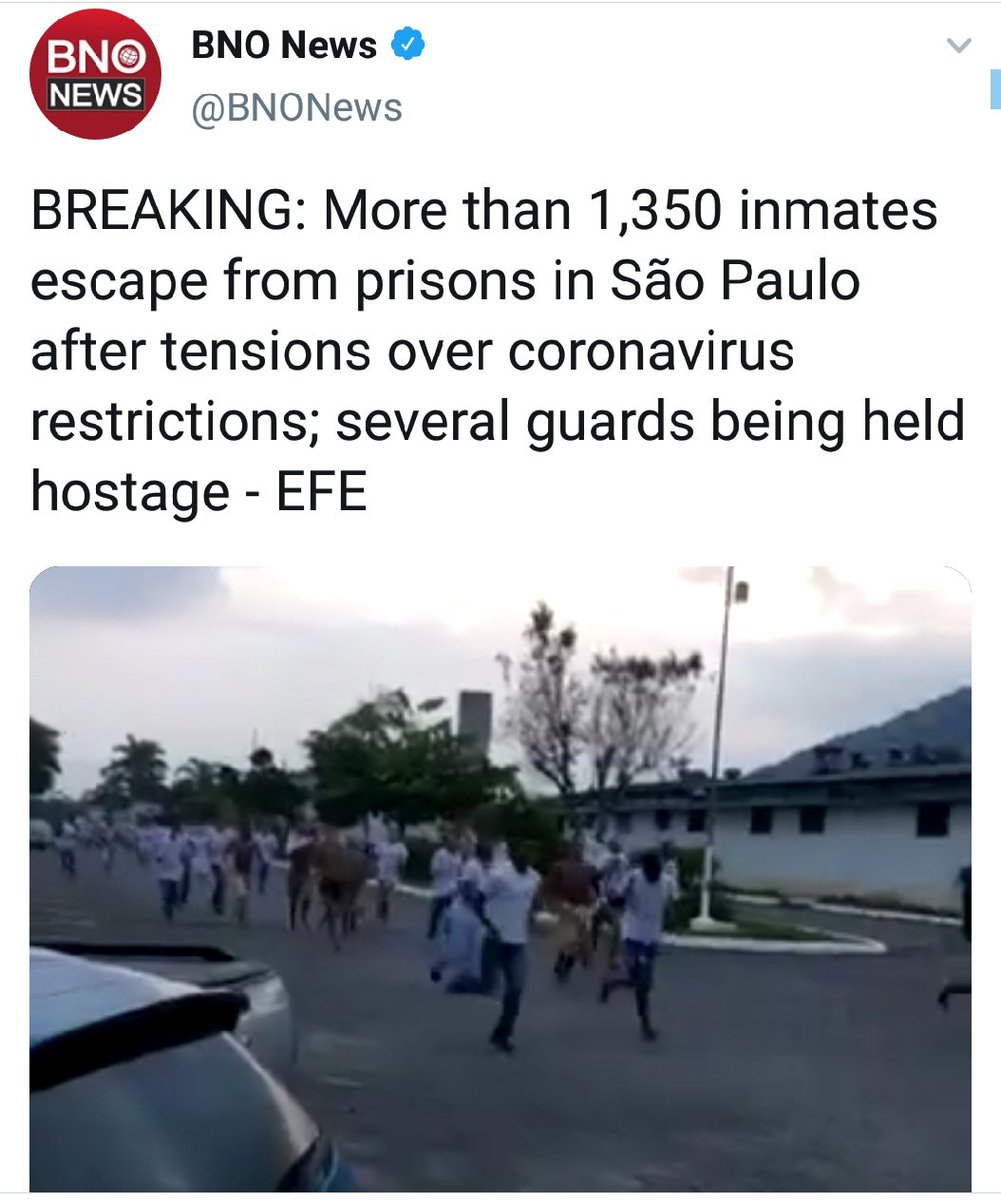 BNO
NEWS
BNO News
@BNONews
BREAKING: More than 1,350 inmates
escape from prisons in São Paulo
after tensions over coronavirus
restrictions; several guards being held
hostage - EFE